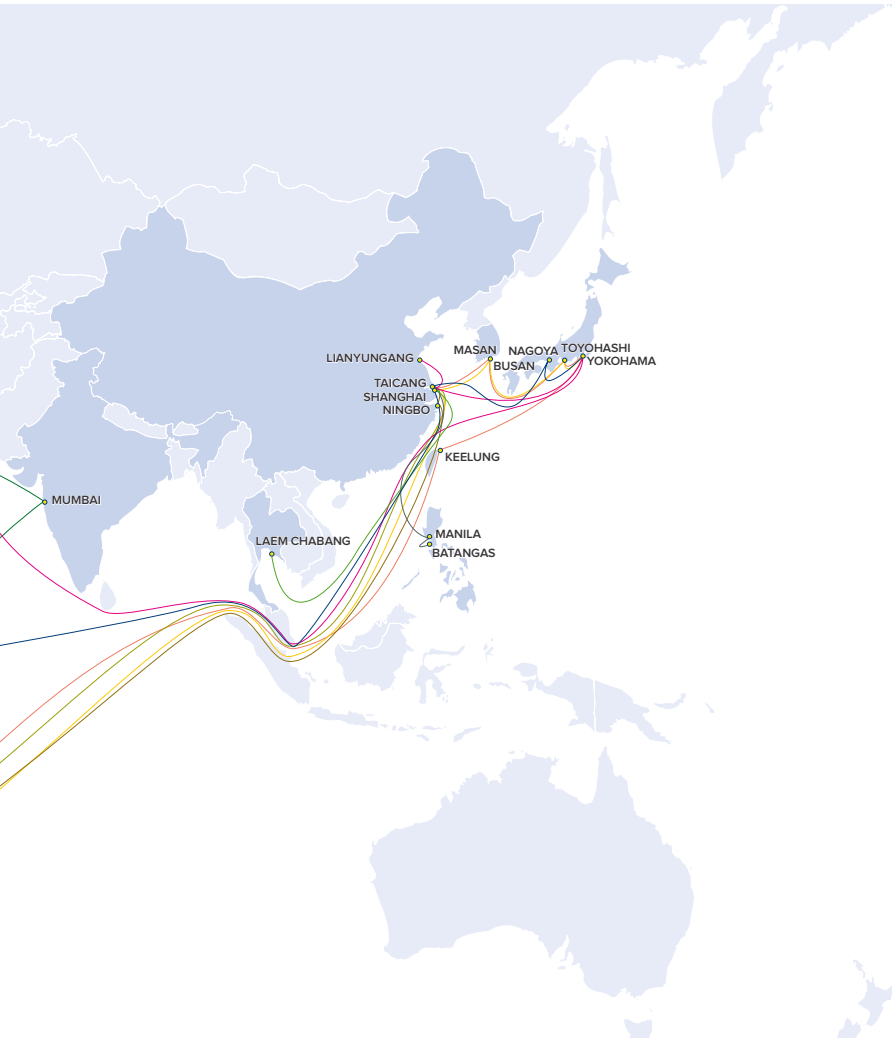 MASAN
NAGOYA
TOYOHASHI
LIANYUNGANG
BUSAN
YOKOHAMA
TAICANG
SHANGHAI
NINGBO
KEELUNG
MUMBAI
MANILA
LAEM CHABANG
BATANGAS